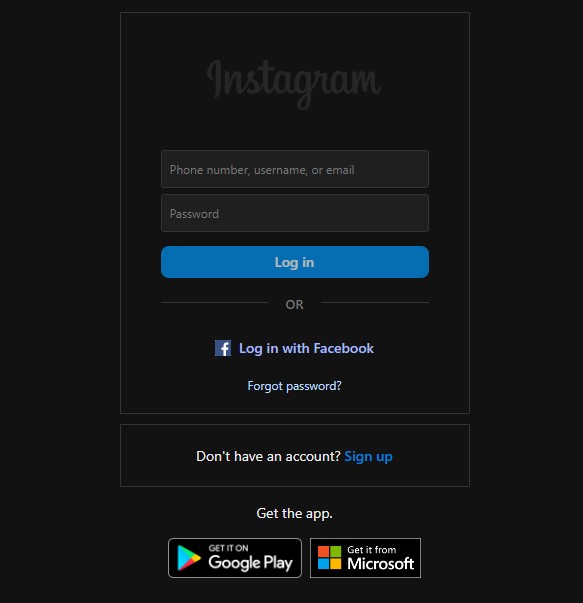 Instagram
Phone number, username, or email
Password
Log in
OR
Log in with Facebook
Forgot password?
Don't have an account? Sign up
Get the app.
GET IT ON
Google Play
Get it from
Microsoft